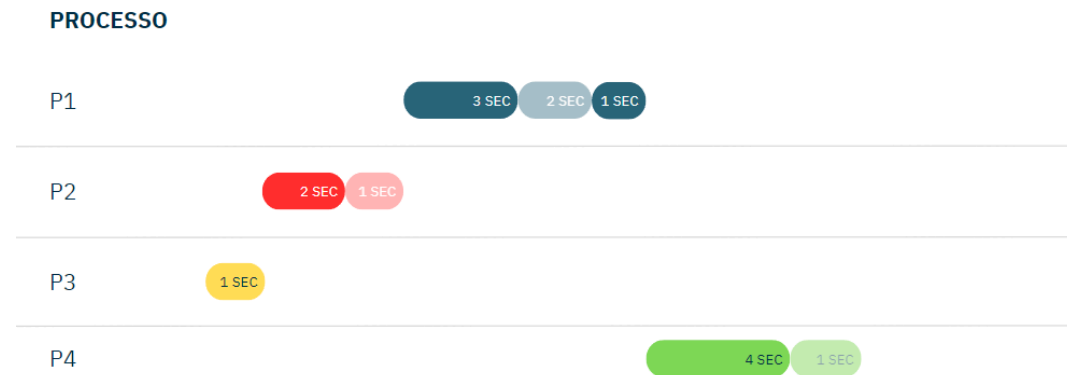 PROCESSO
P1 3 SEC 2 SEC 1 SEC
P2 2 SEC 1 SEC
P3 1 SEC
P4 4 SEC 1 SEC